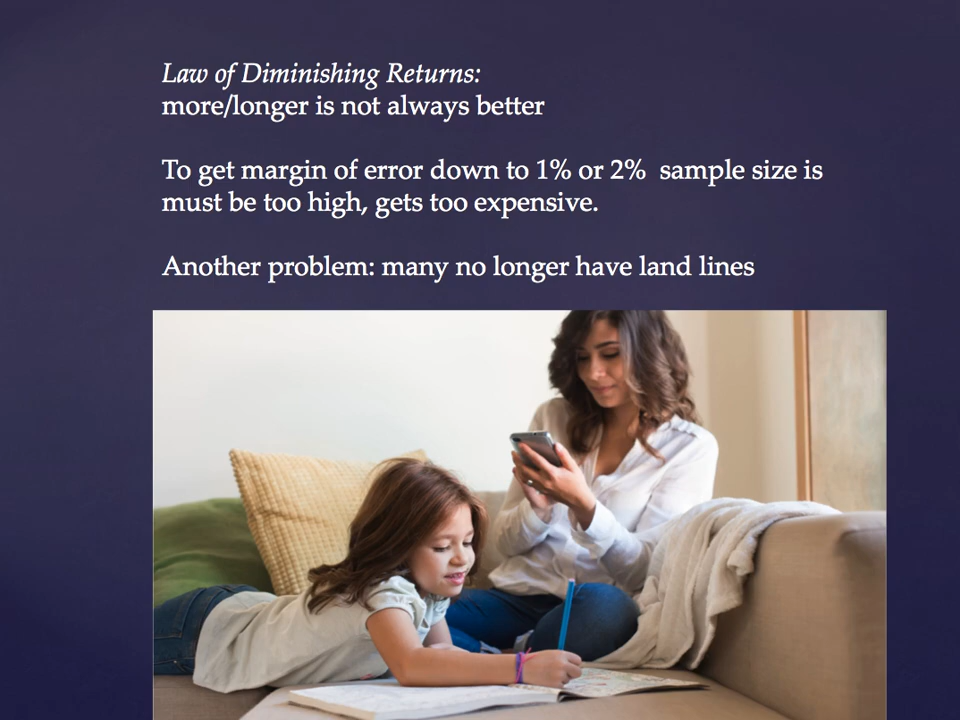 Law of Diminishing Returns:
more/longer is not always better
To get margin of error down to 1% or 2%  sample size is
must be too high, gets too expensive.
Another problem: many no longer have land lines